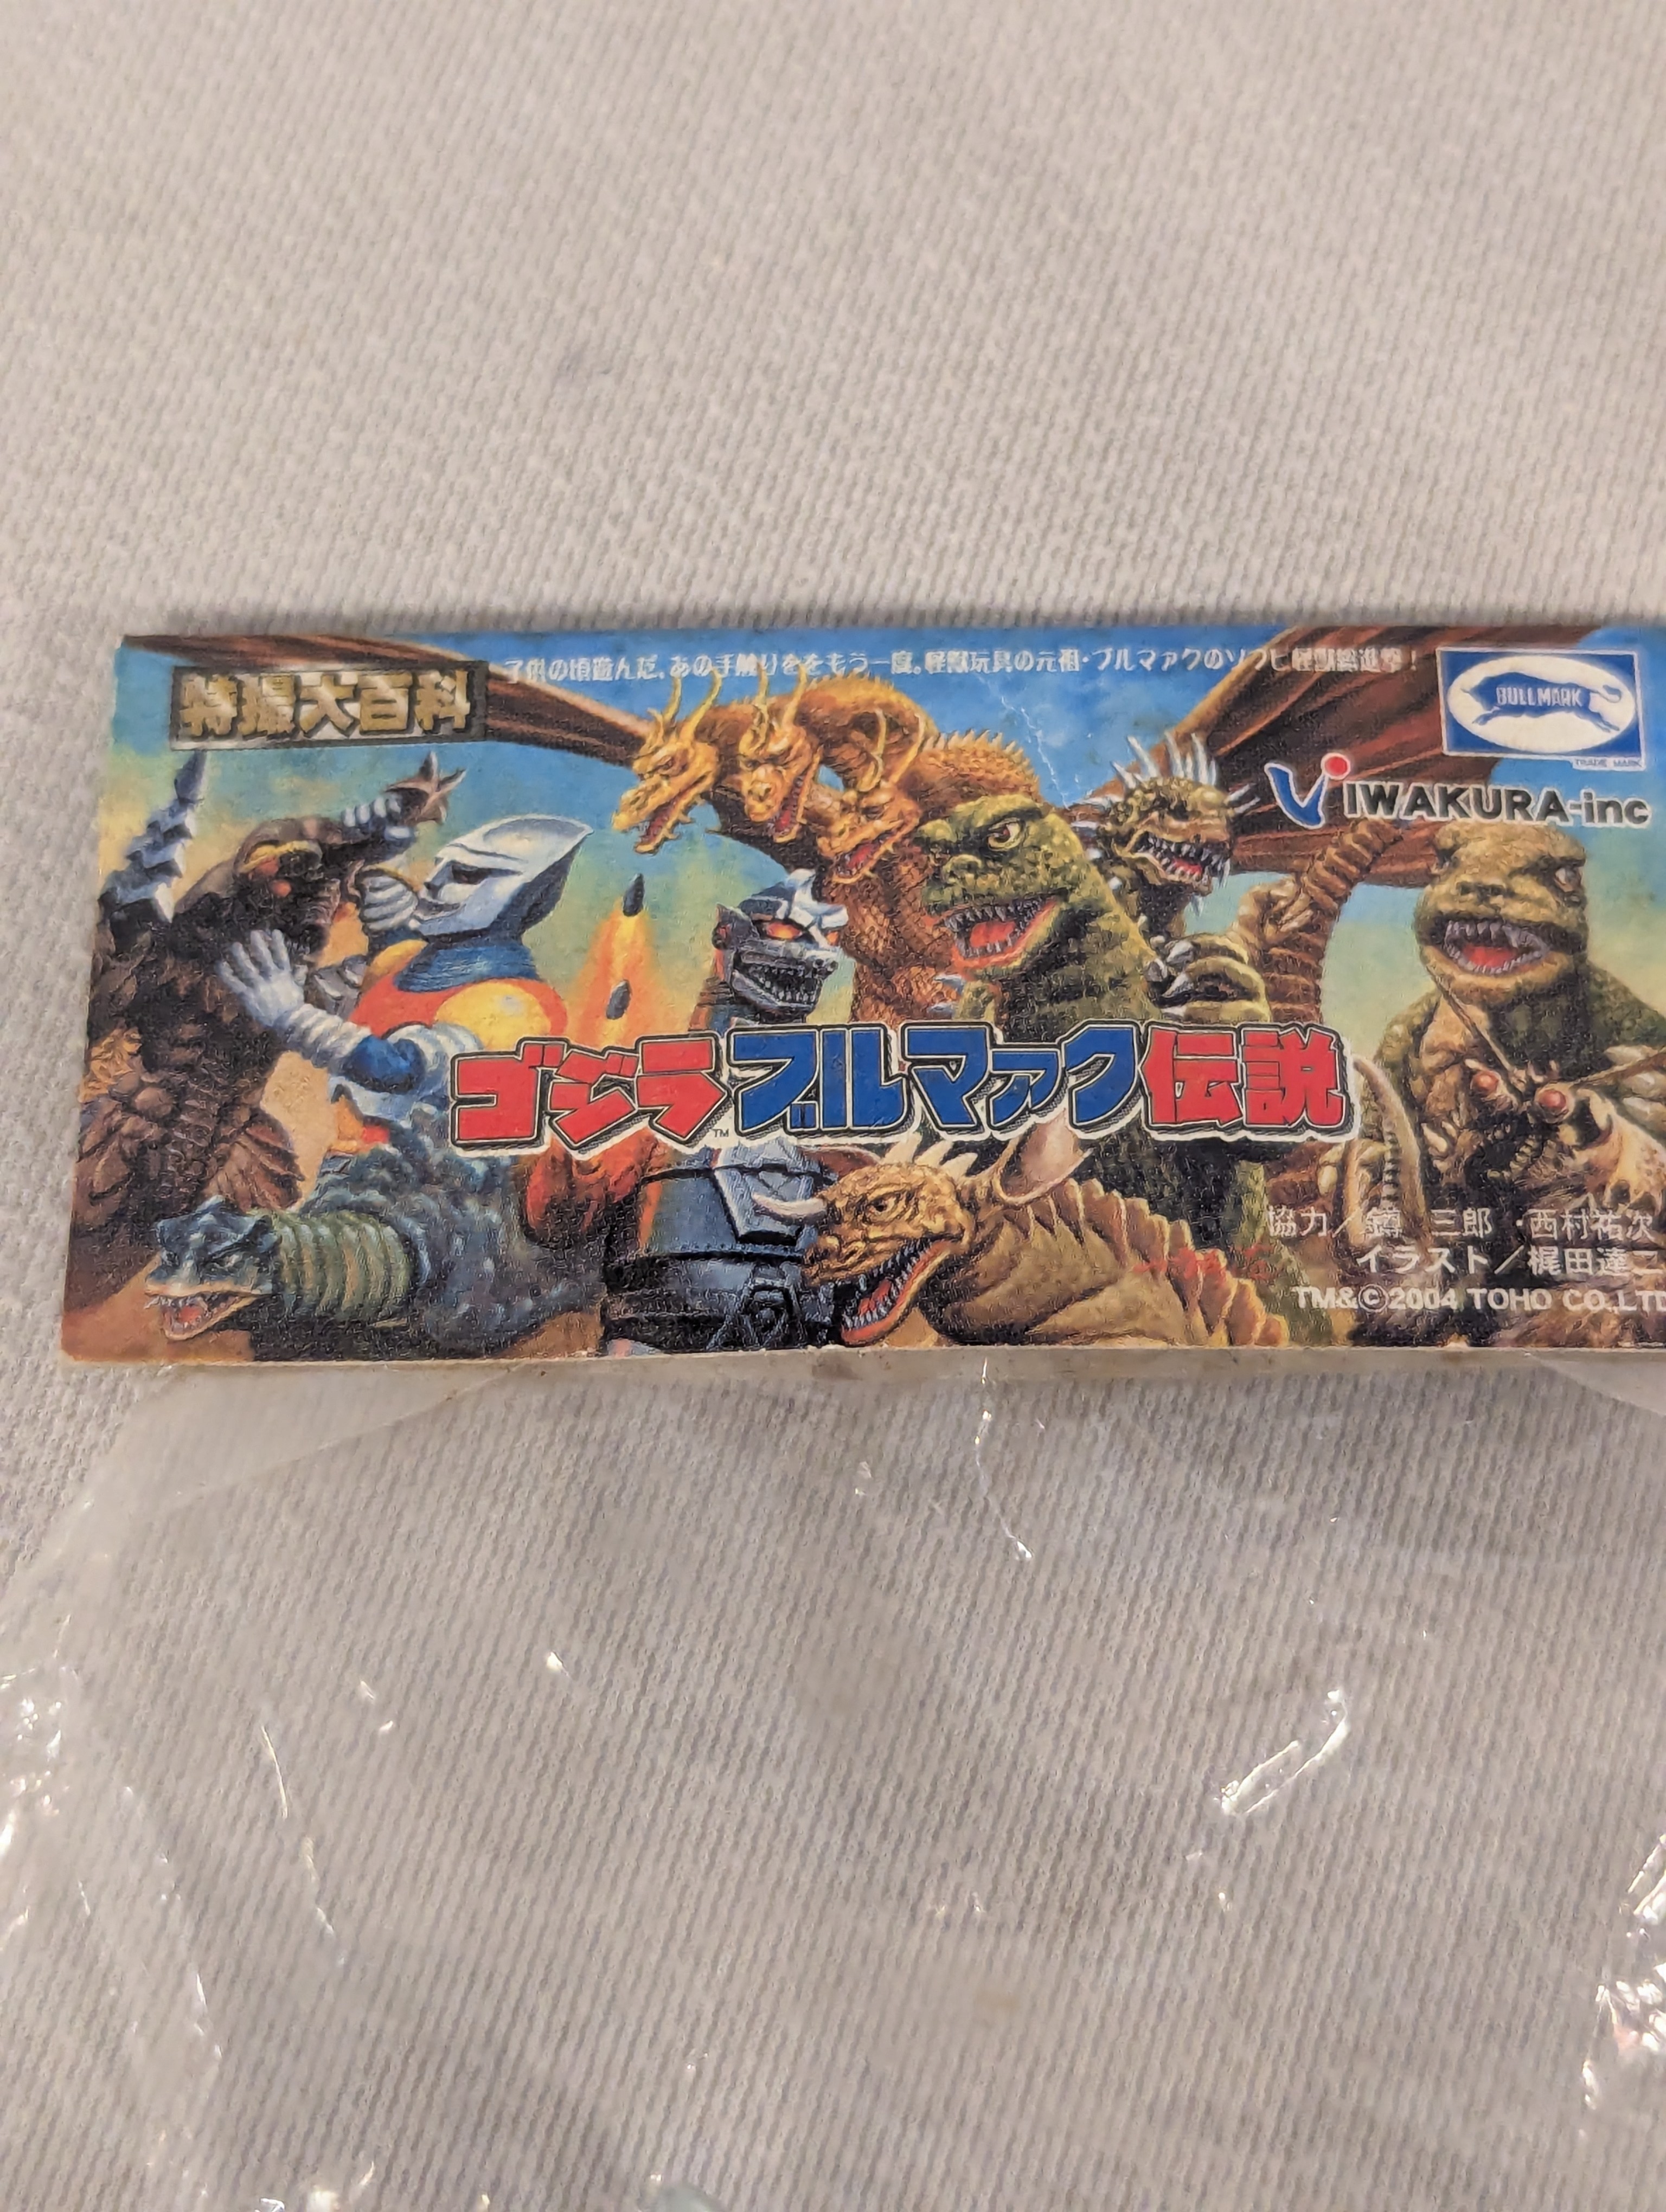 特撮大百科
子供の頃遊んだ、あの手触りををもう一度。怪獣玩具の元祖・ブルマァクのソフビ怪獣総進撃!
BULLMARK
TRADE MARK
IWAKURA-inc
ゴジラブルマァク伝説
TM
協力/鐏 三郎・西村祐次
イラスト/梶田達二
TM&©2004 TOHO CO.,LTD